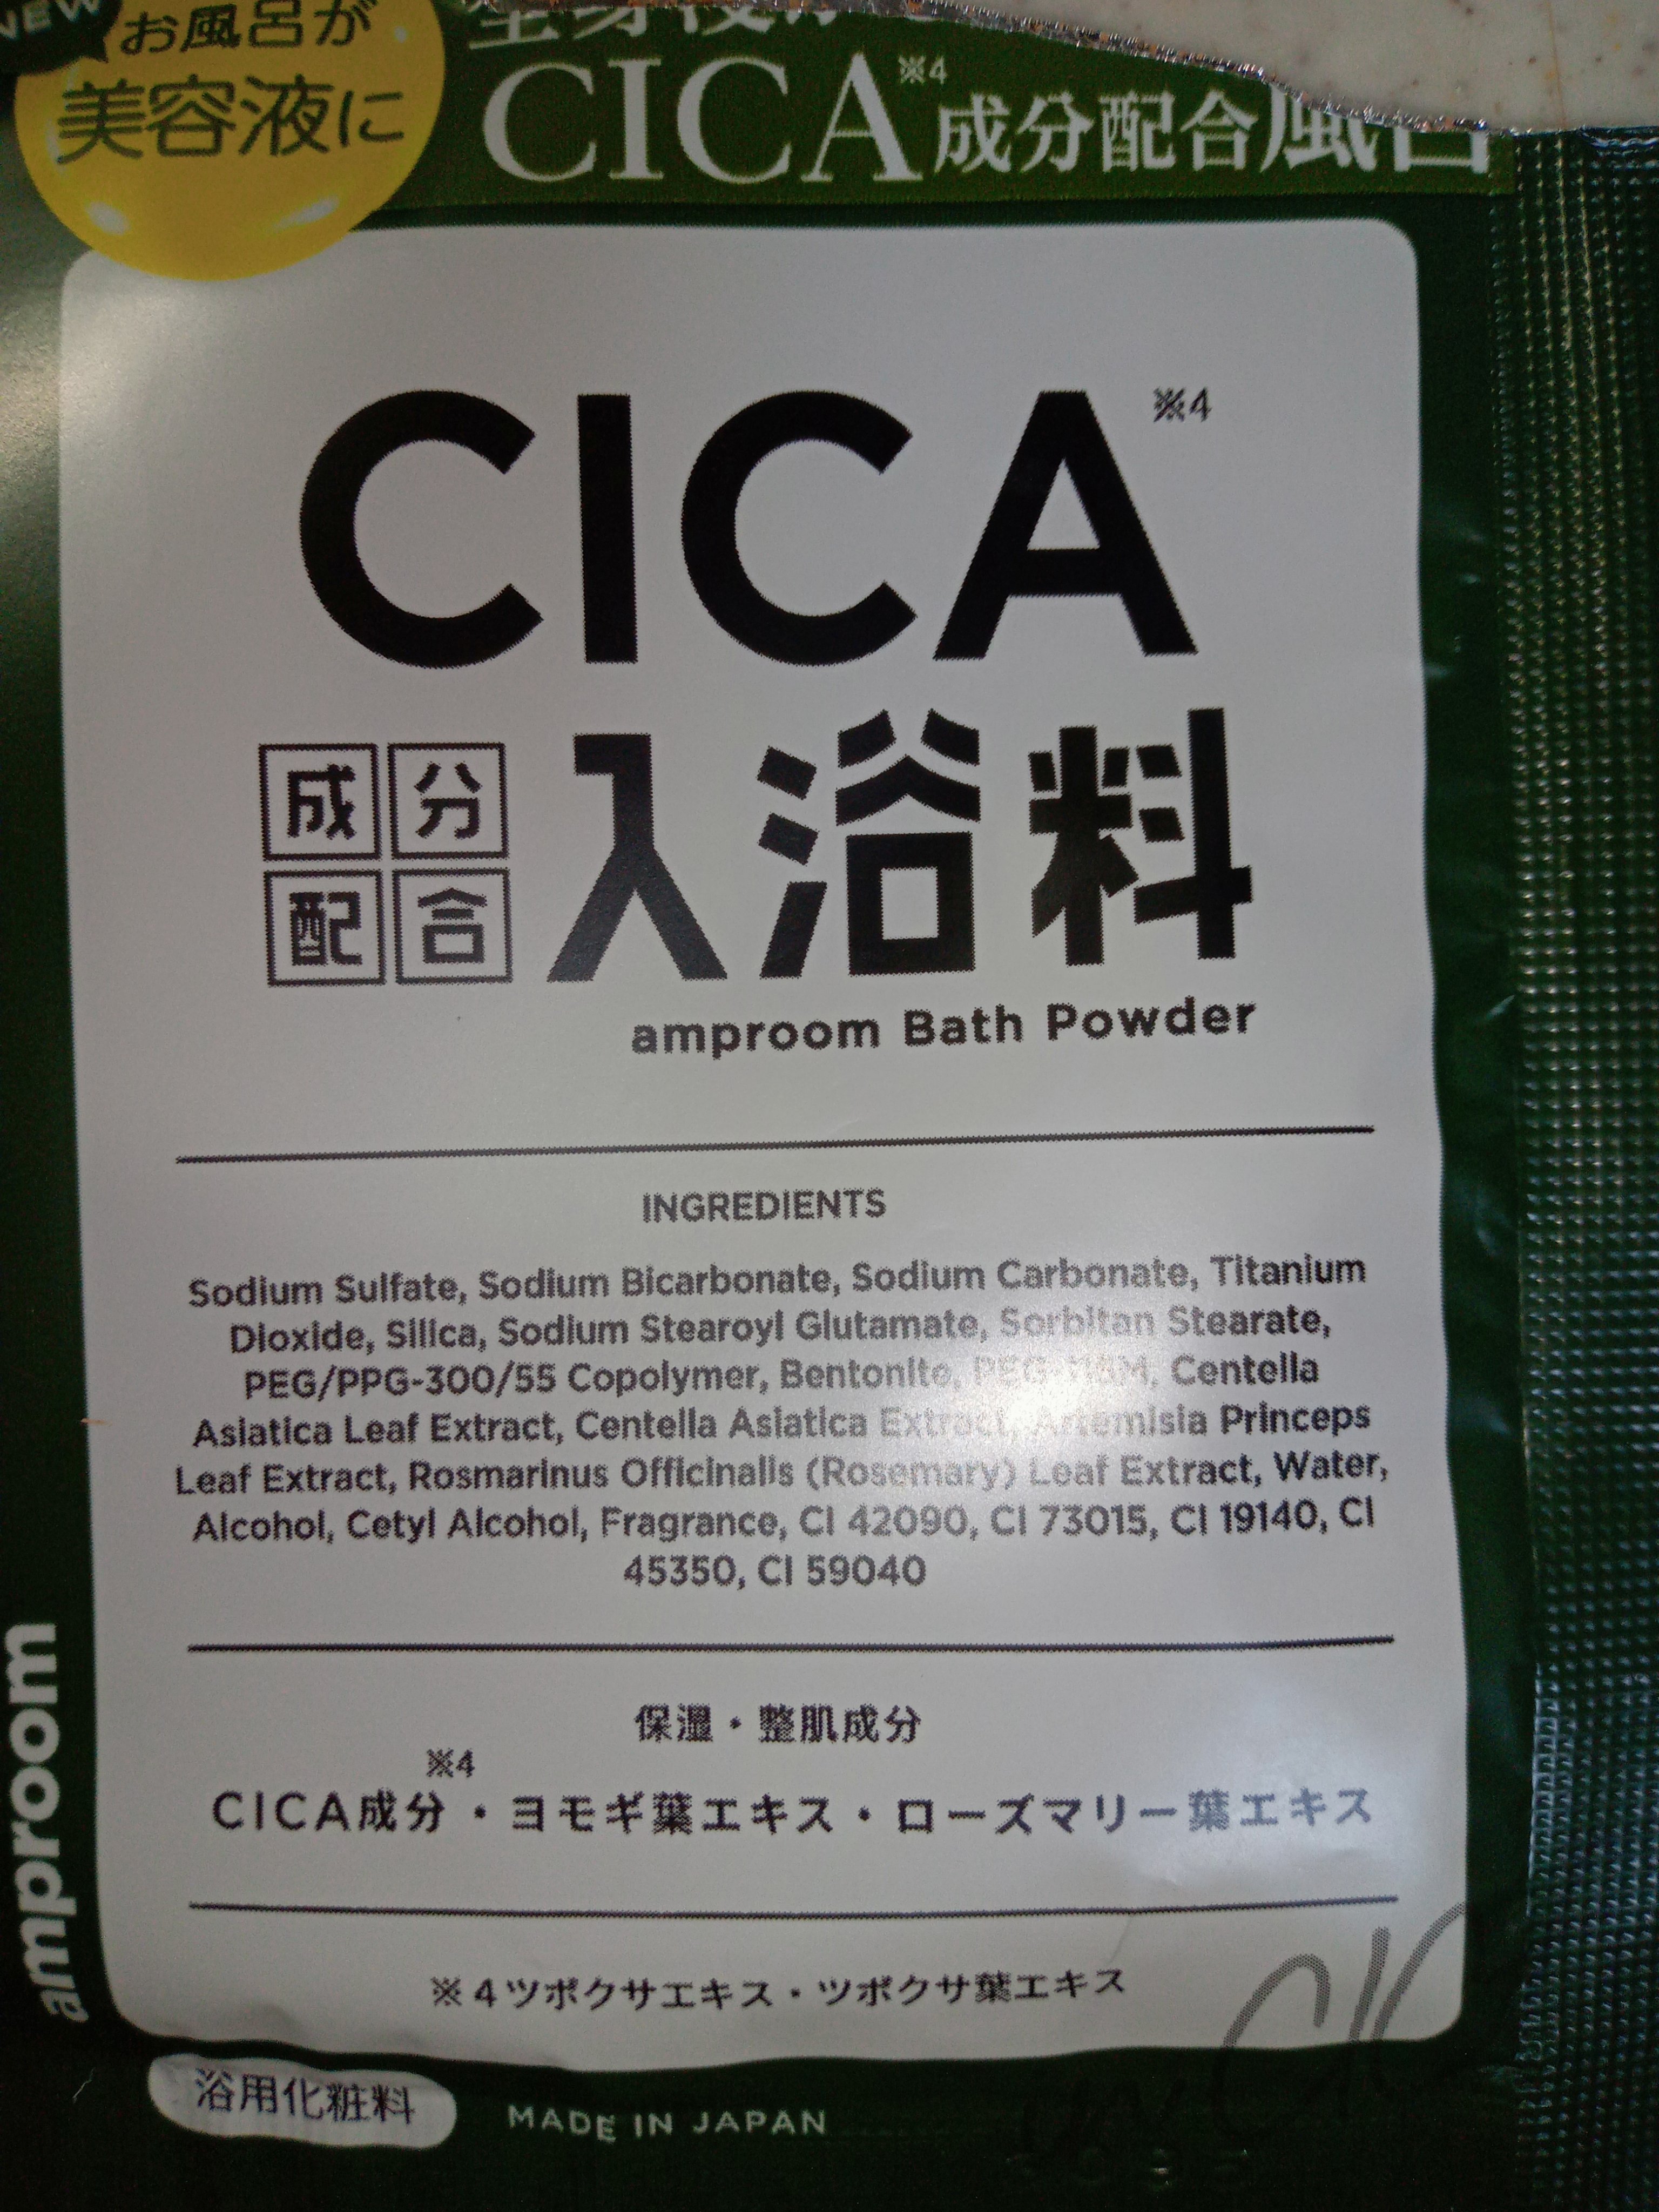 NEW
お風呂が
美容液に
CICA※4成分配合風呂
CICA※4
成分
配合
入浴料
amproom Bath Powder
INGREDIENTS
Sodium Sulfate, Sodium Bicarbonate, Sodium Carbonate, Titanium
Dioxide, Silica, Sodium Stearoyl Glutamate, Sorbitan Stearate,
PEG/PPG-300/55 Copolymer, Bentonite, Centella
Asiatica Leaf Extract, Centella Asiatica Extract, Artemisia Princeps
Leaf Extract, Rosmarinus Officinalis (Rosemary) Leaf Extract, Water,
Alcohol, Cetyl Alcohol, Fragrance, CI 42090, CI 73015, CI 19140, CI
45350, CI 59040
保湿・整肌成分
CICA成分※4・ヨモギ葉エキス・ローズマリー葉エキス
※4ツボクサエキス・ツボクサ葉エキス
amproom
浴用化粧料
MADE IN JAPAN